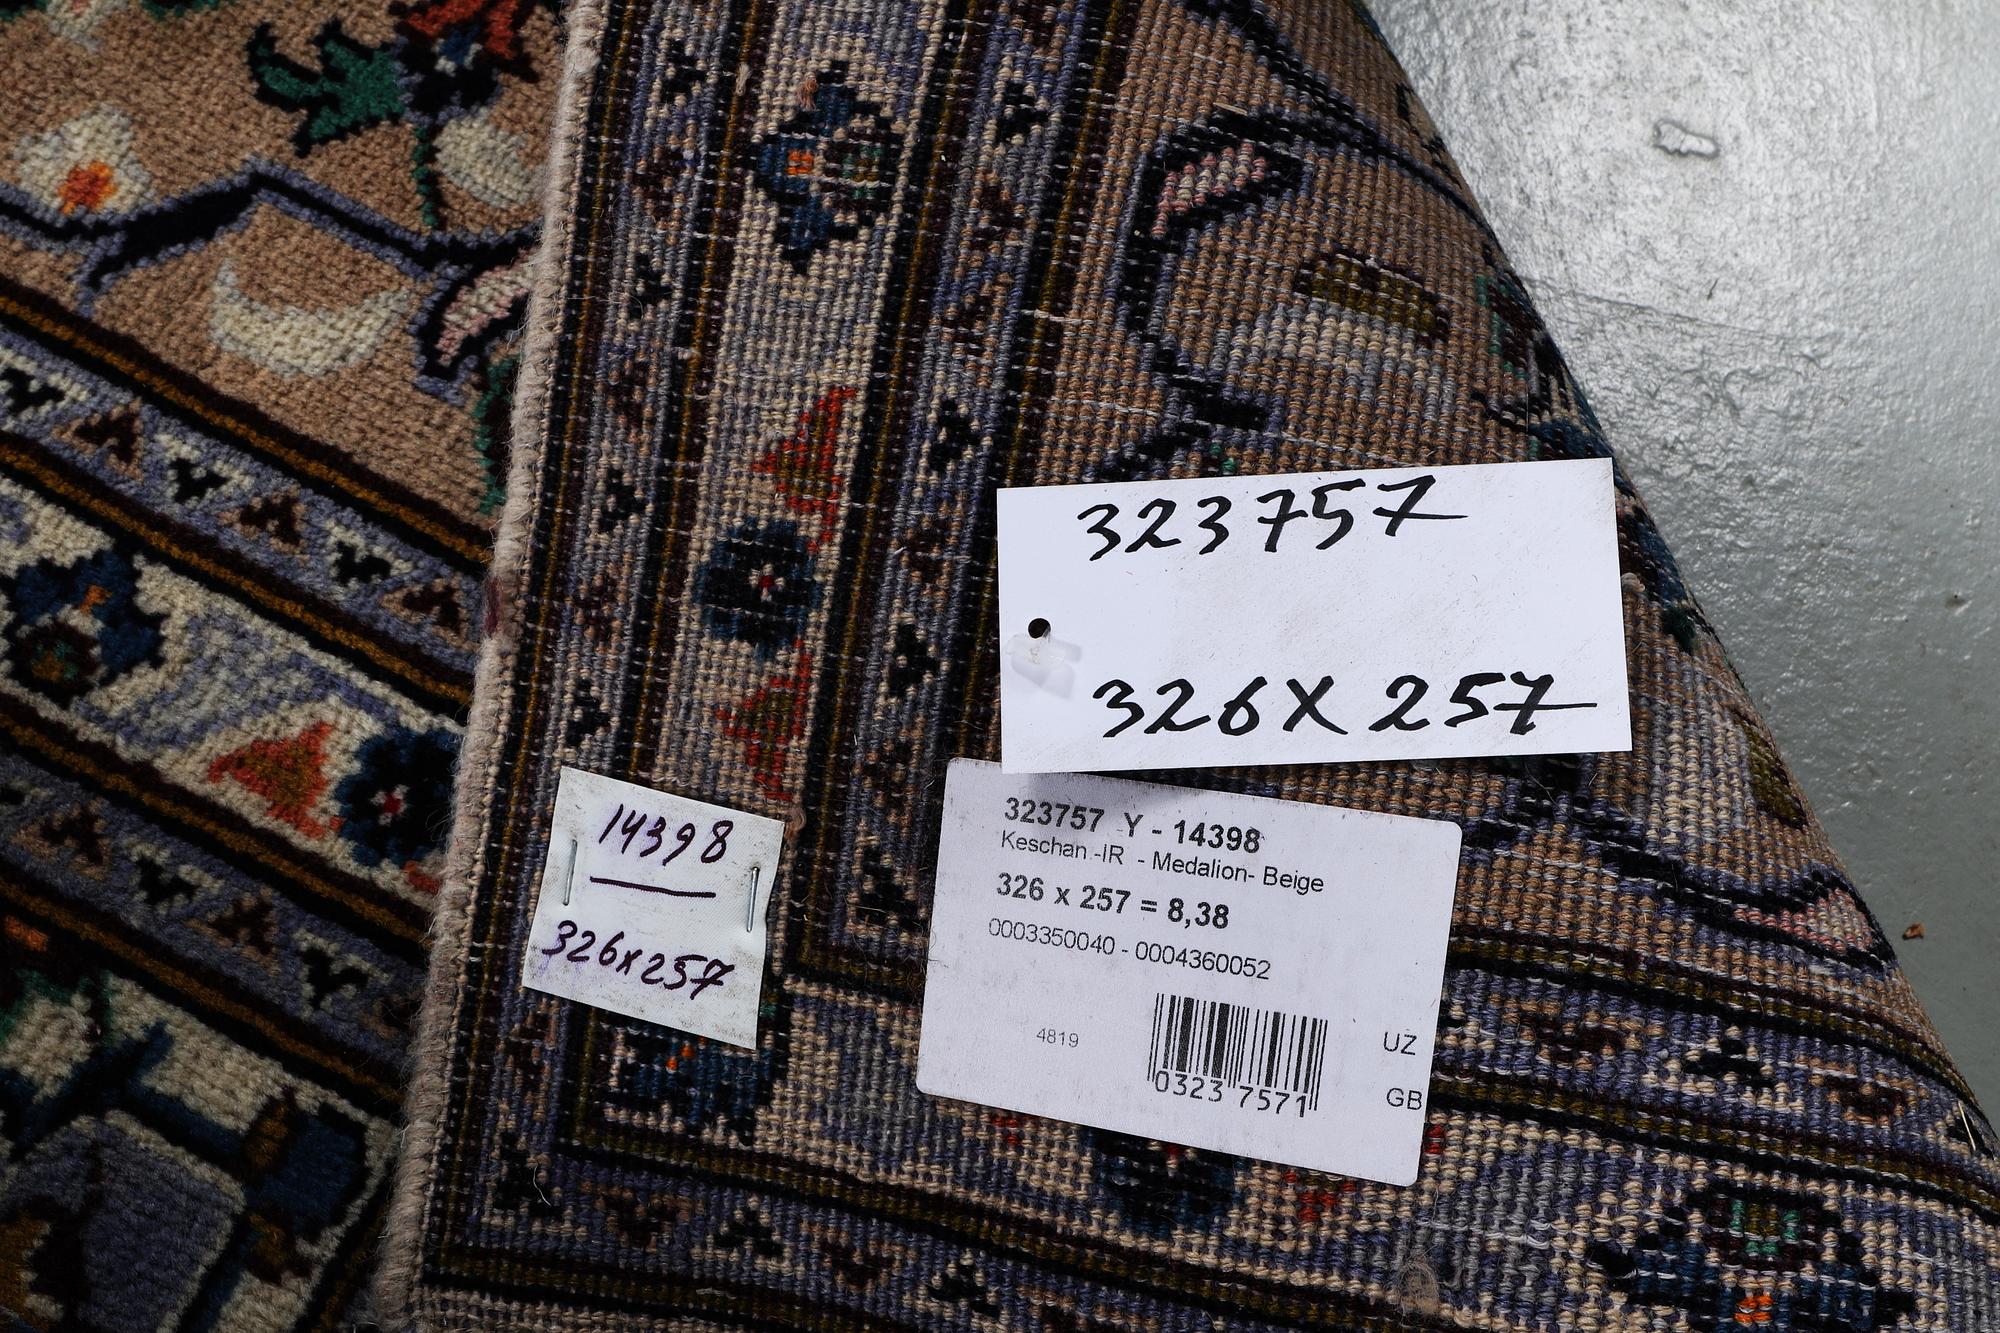 323757
326X257
14398
326x257
323757 Y - 14398
Keschan.-IR - Medalion- Beige
326 x 257 = 8,38
0003350040 - 0004360052
4819
UZ
GB
0323 7571